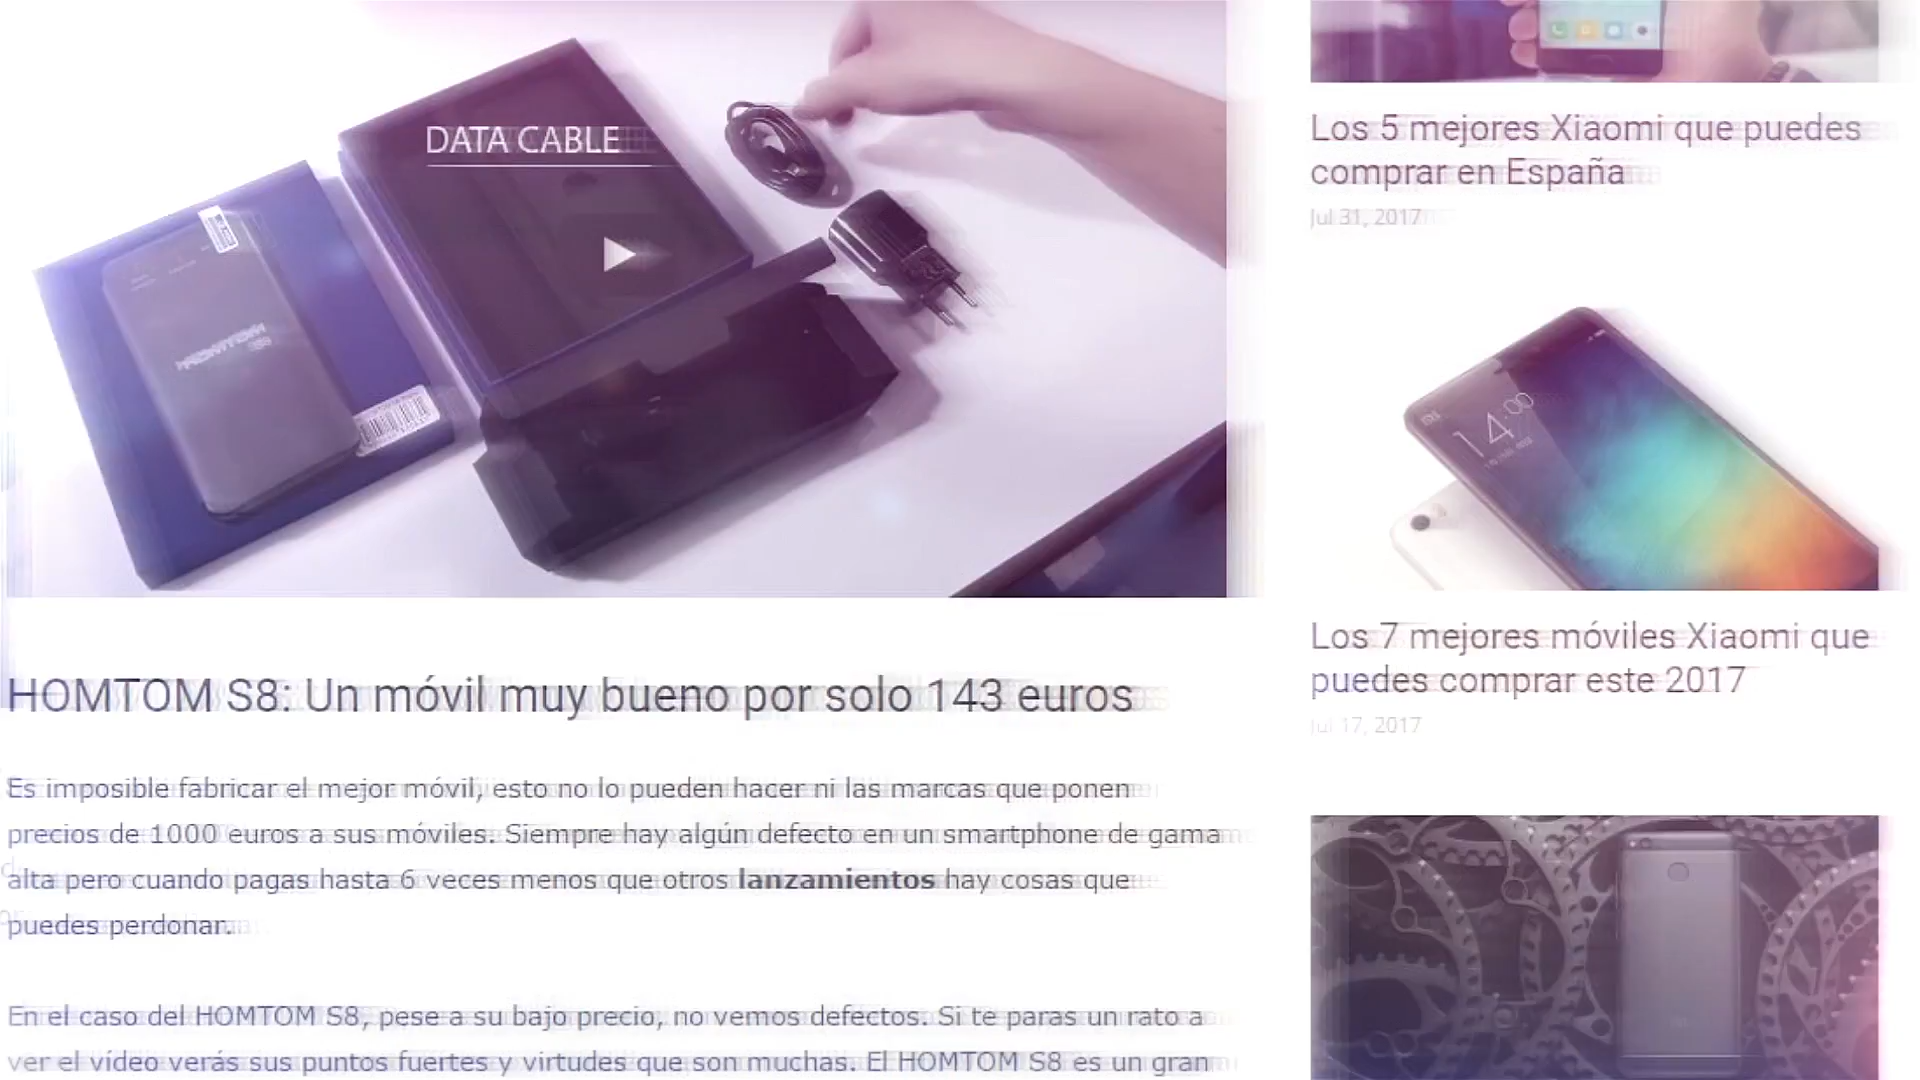 DATA CABLE
HOMTOM
HOMTOM S8: Un móvil muy bueno por solo 143 euros
Es imposible fabricar el mejor móvil, esto no lo pueden hacer ni las marcas que ponen
precios de 1000 euros a sus móviles. Siempre hay algún defecto en un smartphone de gama
alta pero cuando pagas hasta 6 veces menos que otros lanzamientos hay cosas que
puedes perdonar.
En el caso del HOMTOM S8, pese a su bajo precio, no vemos defectos. Si te paras un rato a
ver el vídeo verás sus puntos fuertes y virtudes que son muchas. El HOMTOM S8 es un gran
Los 5 mejores Xiaomi que puedes
comprar en España
Jul 31, 2017
14:00
Los 7 mejores móviles Xiaomi que
puedes comprar este 2017
Jul 17, 2017